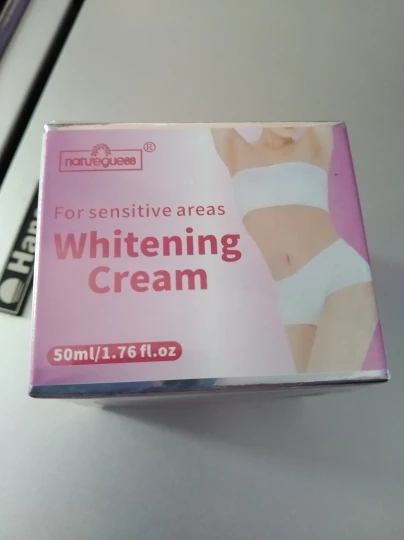 natureguess®
For sensitive areas
Whitening
Cream
50ml/1.76 fl.oz